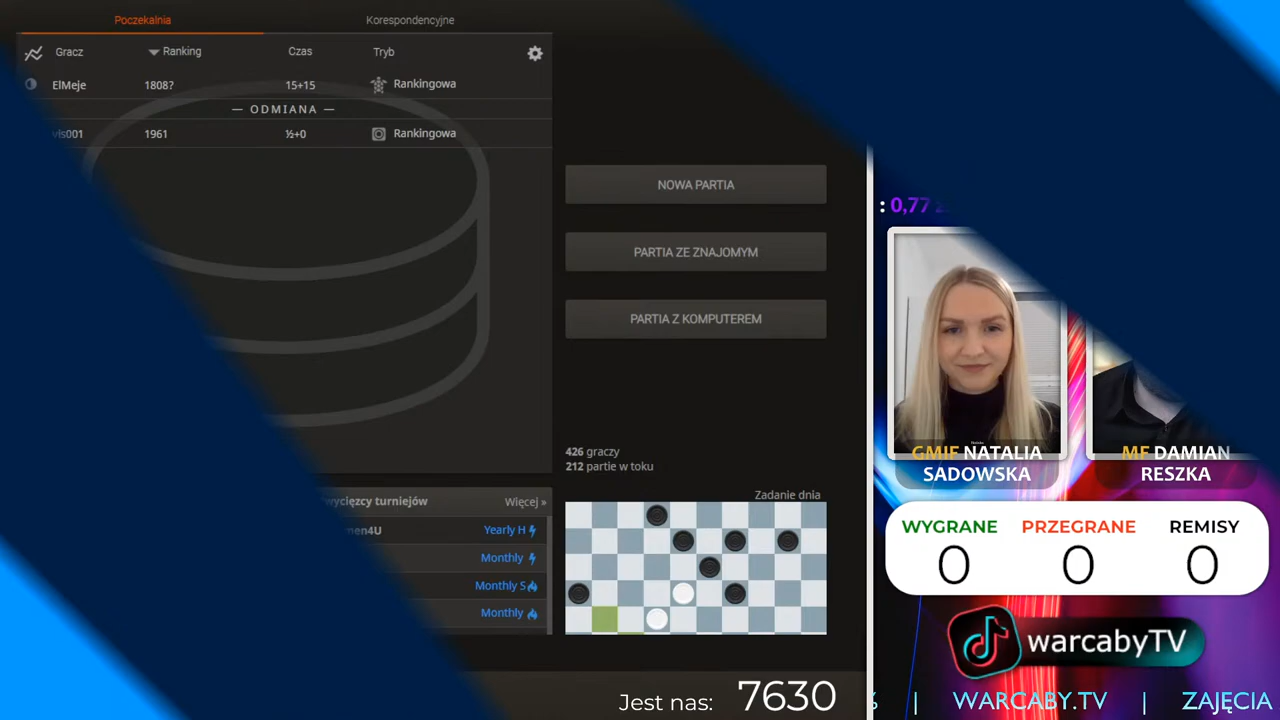 Poczekalnia
Korespondencyjne
Gracz Ranking Czas Tryb
ElMeje 1808? 15+15 Rankingowa
— ODMIANA —
vis001 1961 ½+0 Rankingowa
NOWA PARTIA
PARTIA ZE ZNAJOMYM
PARTIA Z KOMPUTEREM
426 graczy
212 partie w toku
turniejów Więcej »
Yearly H
Monthly
Monthly S
Monthly
Zadanie dnia
Jest nas: 7630
: 0,77
GMIF NATALIA
SADOWSKA
MF DAMIAN
RESZKA
WYGRANE PRZEGRANE REMISY
0 0 0
warcabyTV
% | WARCABY.TV | ZAJĘCIA